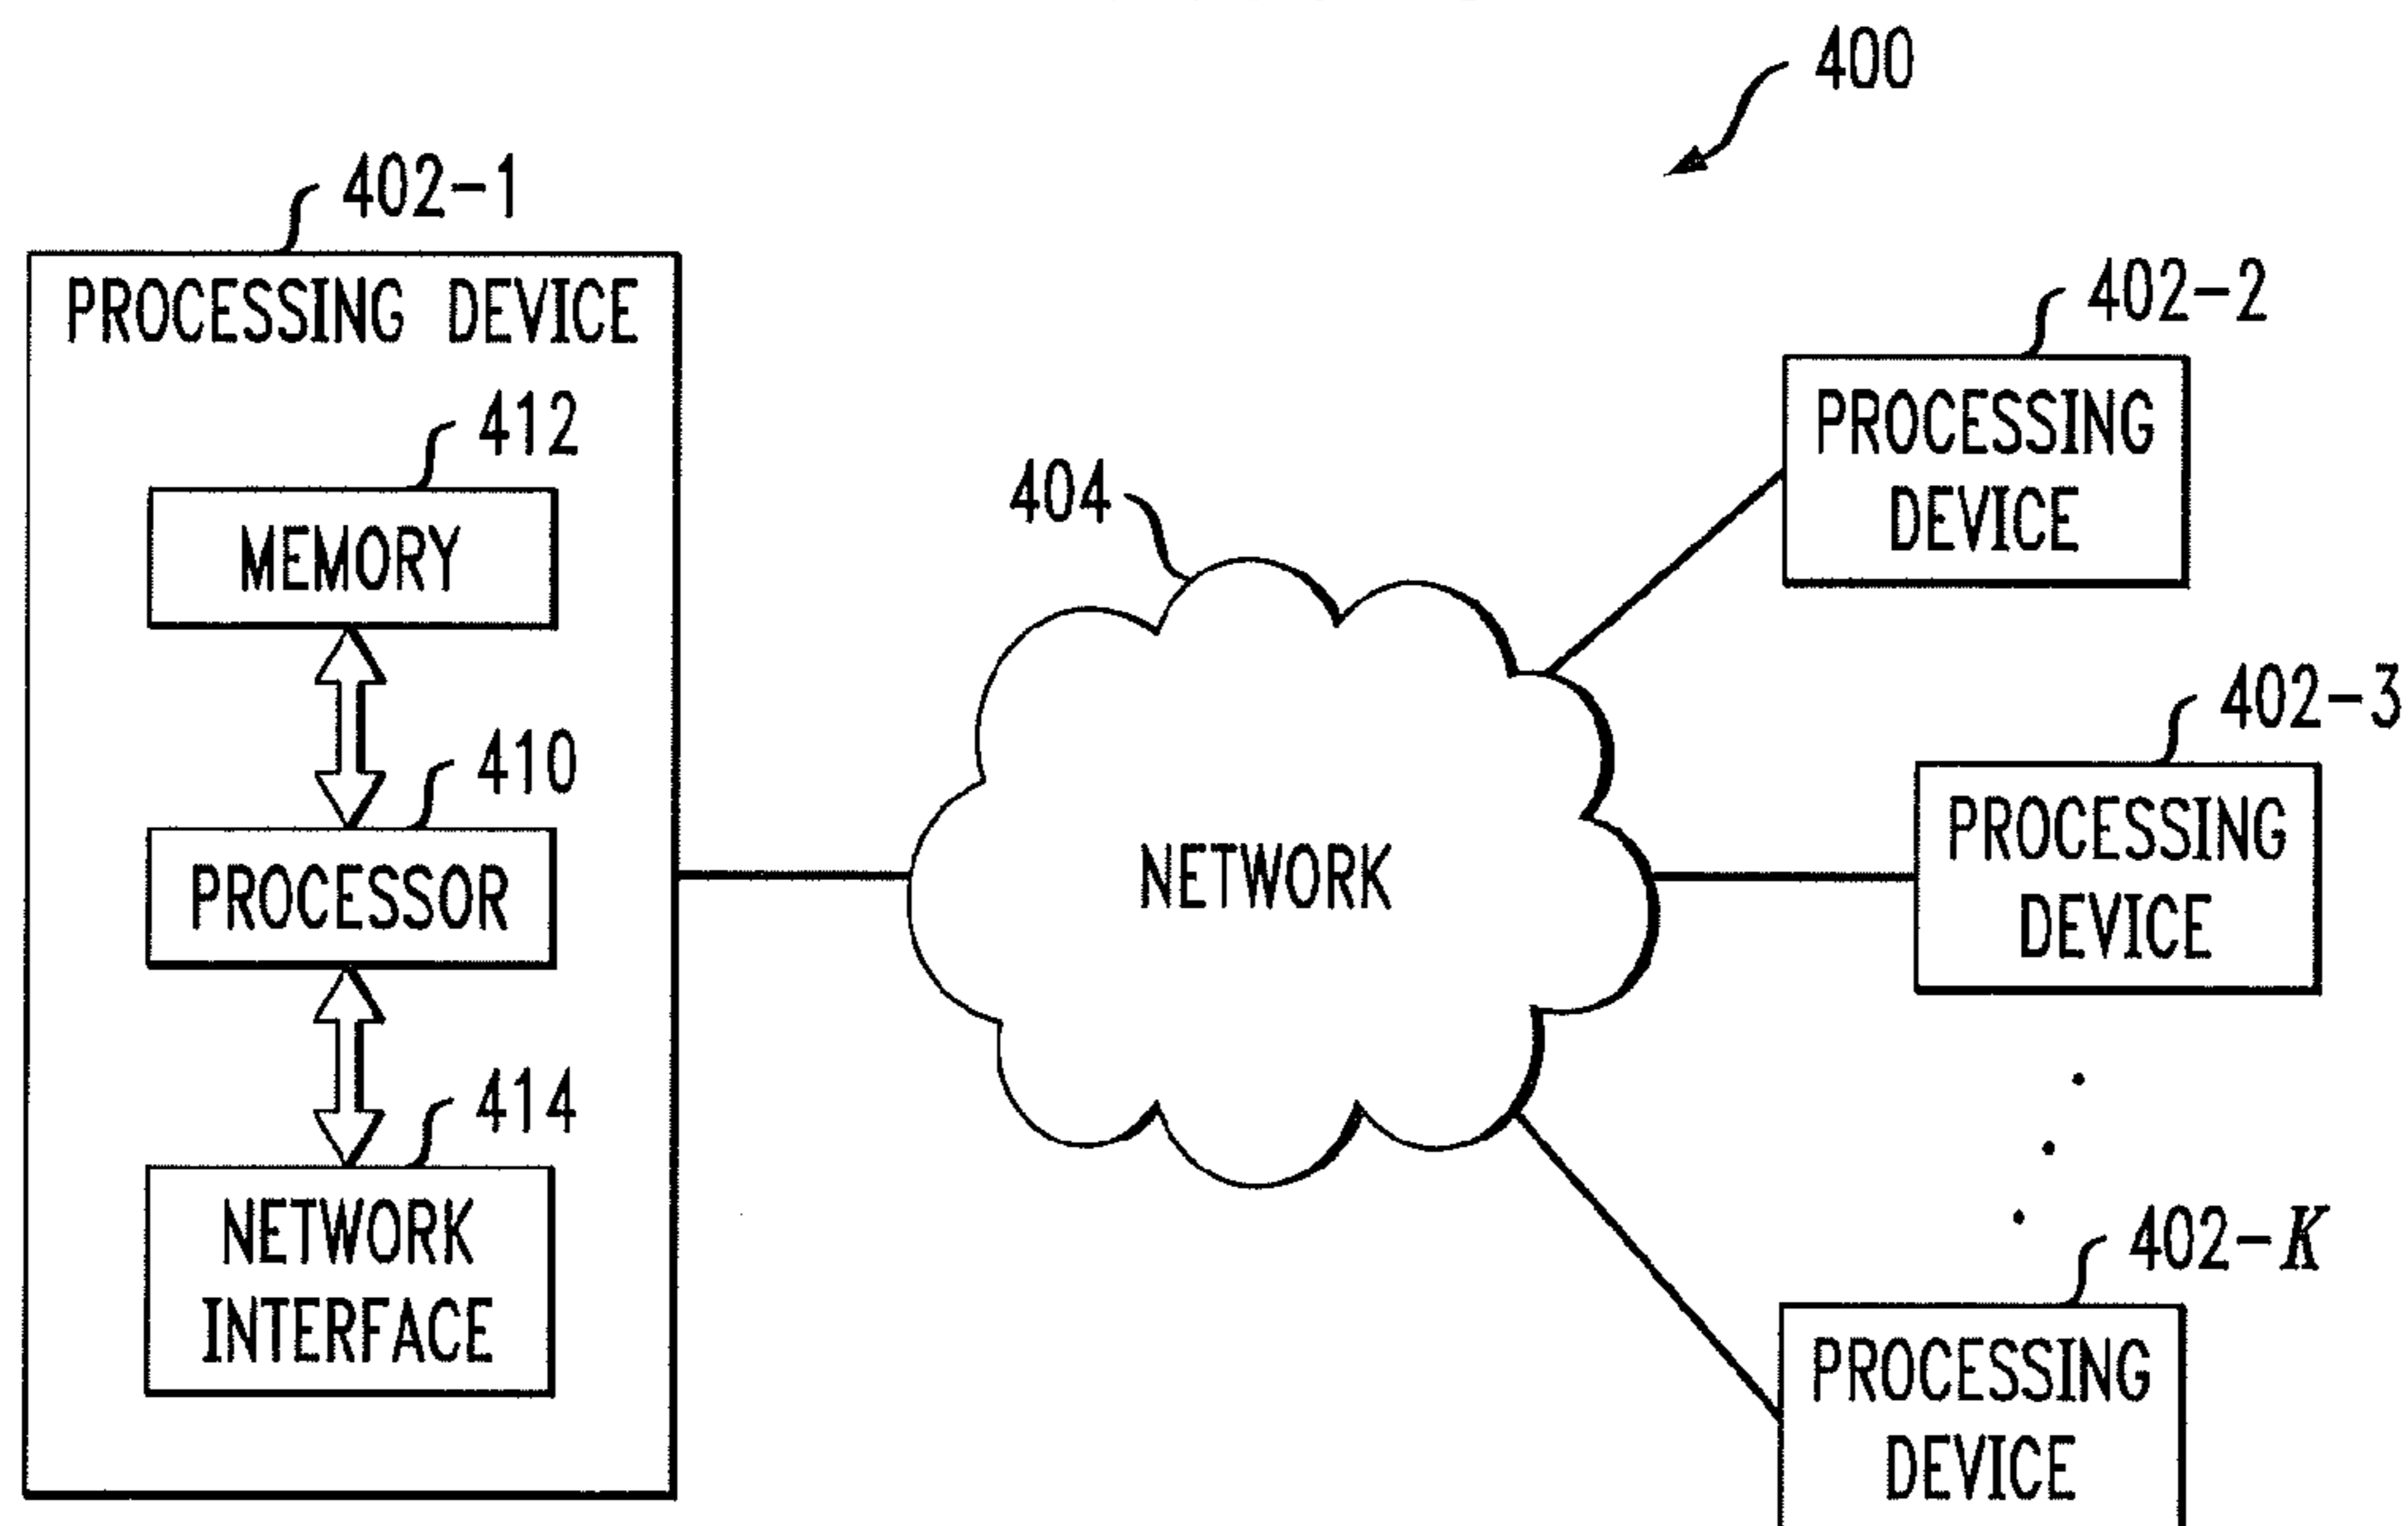 400
402-1
PROCESSING DEVICE
412
MEMORY
410
PROCESSOR
414
NETWORK
INTERFACE
404
NETWORK
402-2
PROCESSING
DEVICE
402-3
PROCESSING
DEVICE
402-K
PROCESSING
DEVICE